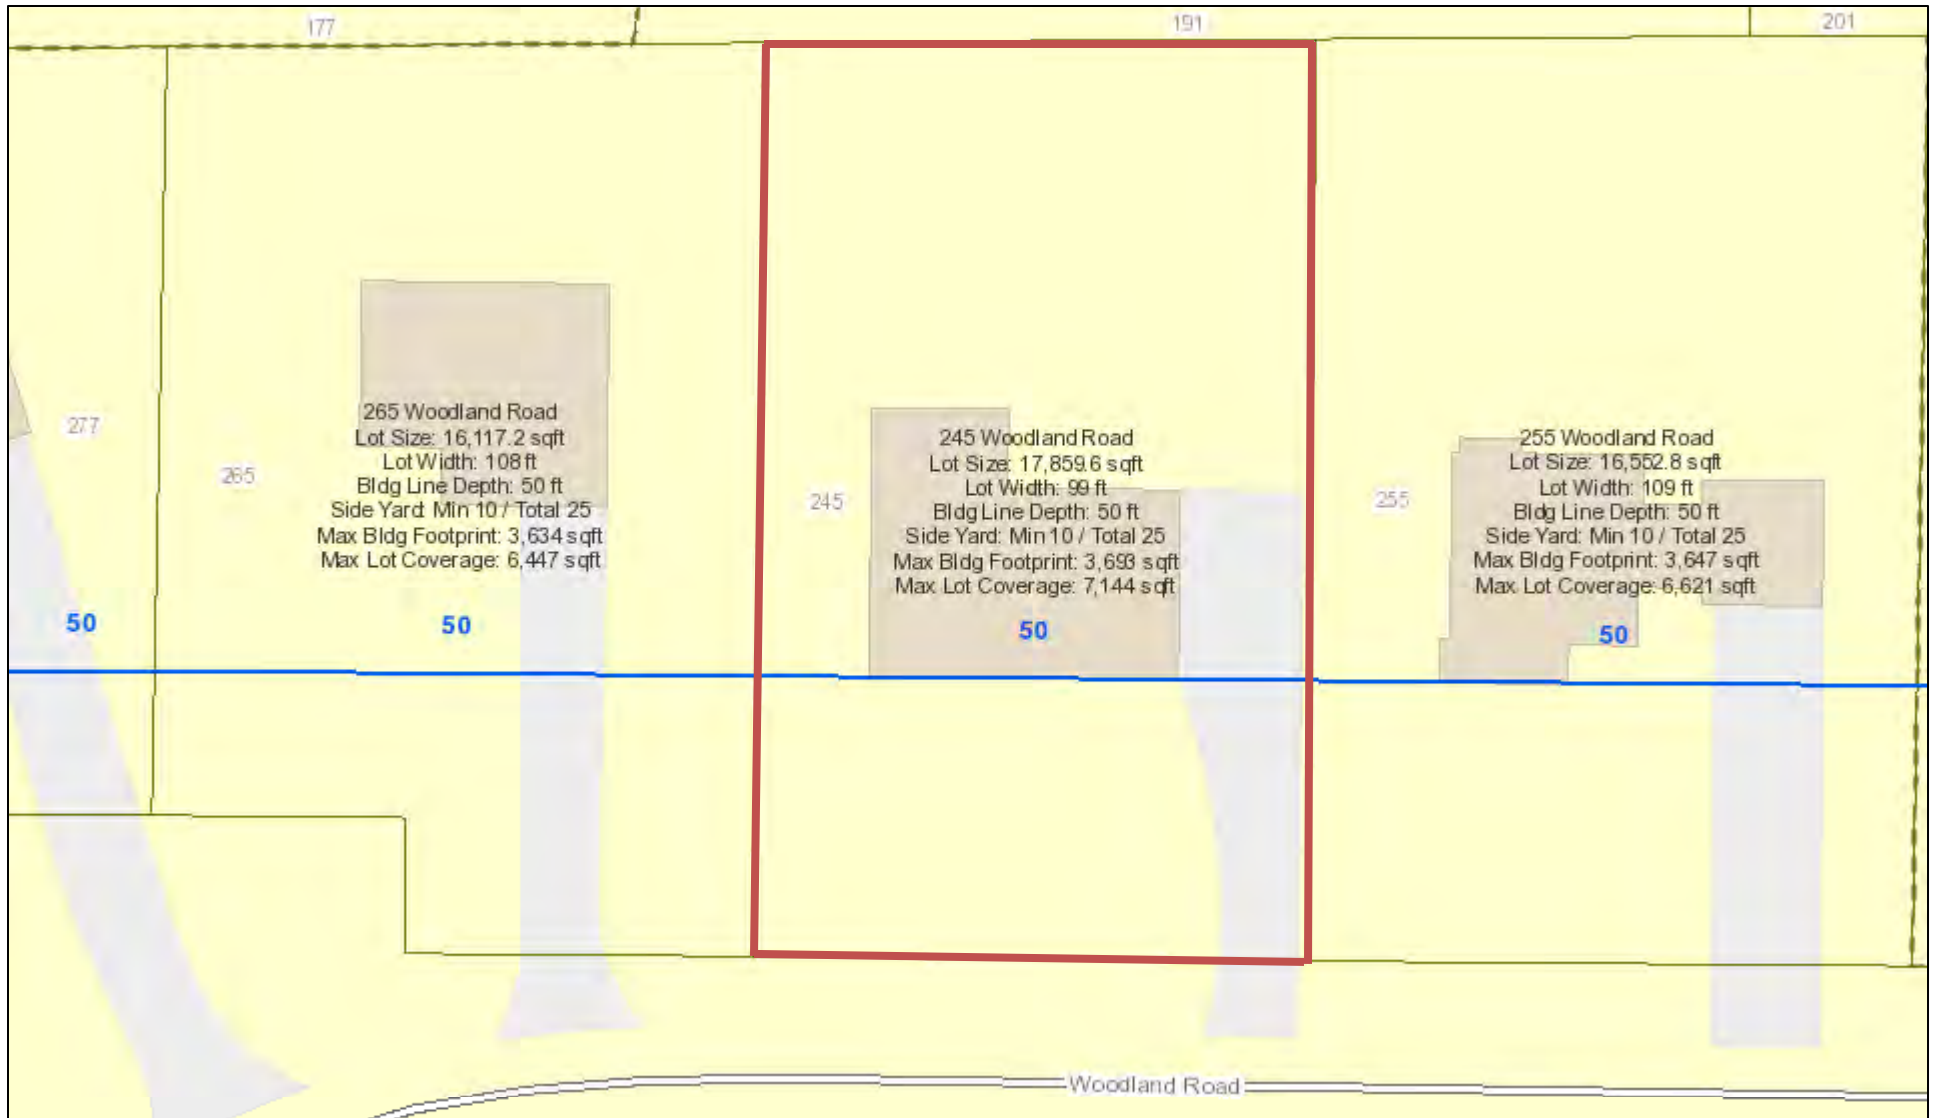 177
191
201
265 Woodland Road
Lot Size: 16,117.2 sqft
Lot Width: 108 ft
Bldg Line Depth: 50 ft
Side Yard: Min 10 / Total 25
Max Bldg Footprint: 3,634 sqft
Max Lot Coverage: 6,447 sqft
245 Woodland Road
Lot Size: 17,859.6 sqft
Lot Width: 99 ft
Bldg Line Depth: 50 ft
Side Yard: Min 10 / Total 25
Max Bldg Footprint: 3,693 sqft
Max Lot Coverage: 7,144 sqft
255 Woodland Road
Lot Size: 16,552.8 sqft
Lot Width: 109 ft
Bldg Line Depth: 50 ft
Side Yard: Min 10 / Total 25
Max Bldg Footprint: 3,647 sqft
Max Lot Coverage: 6,621 sqft
277
265
245
255
50
50
50
50
Woodland Road